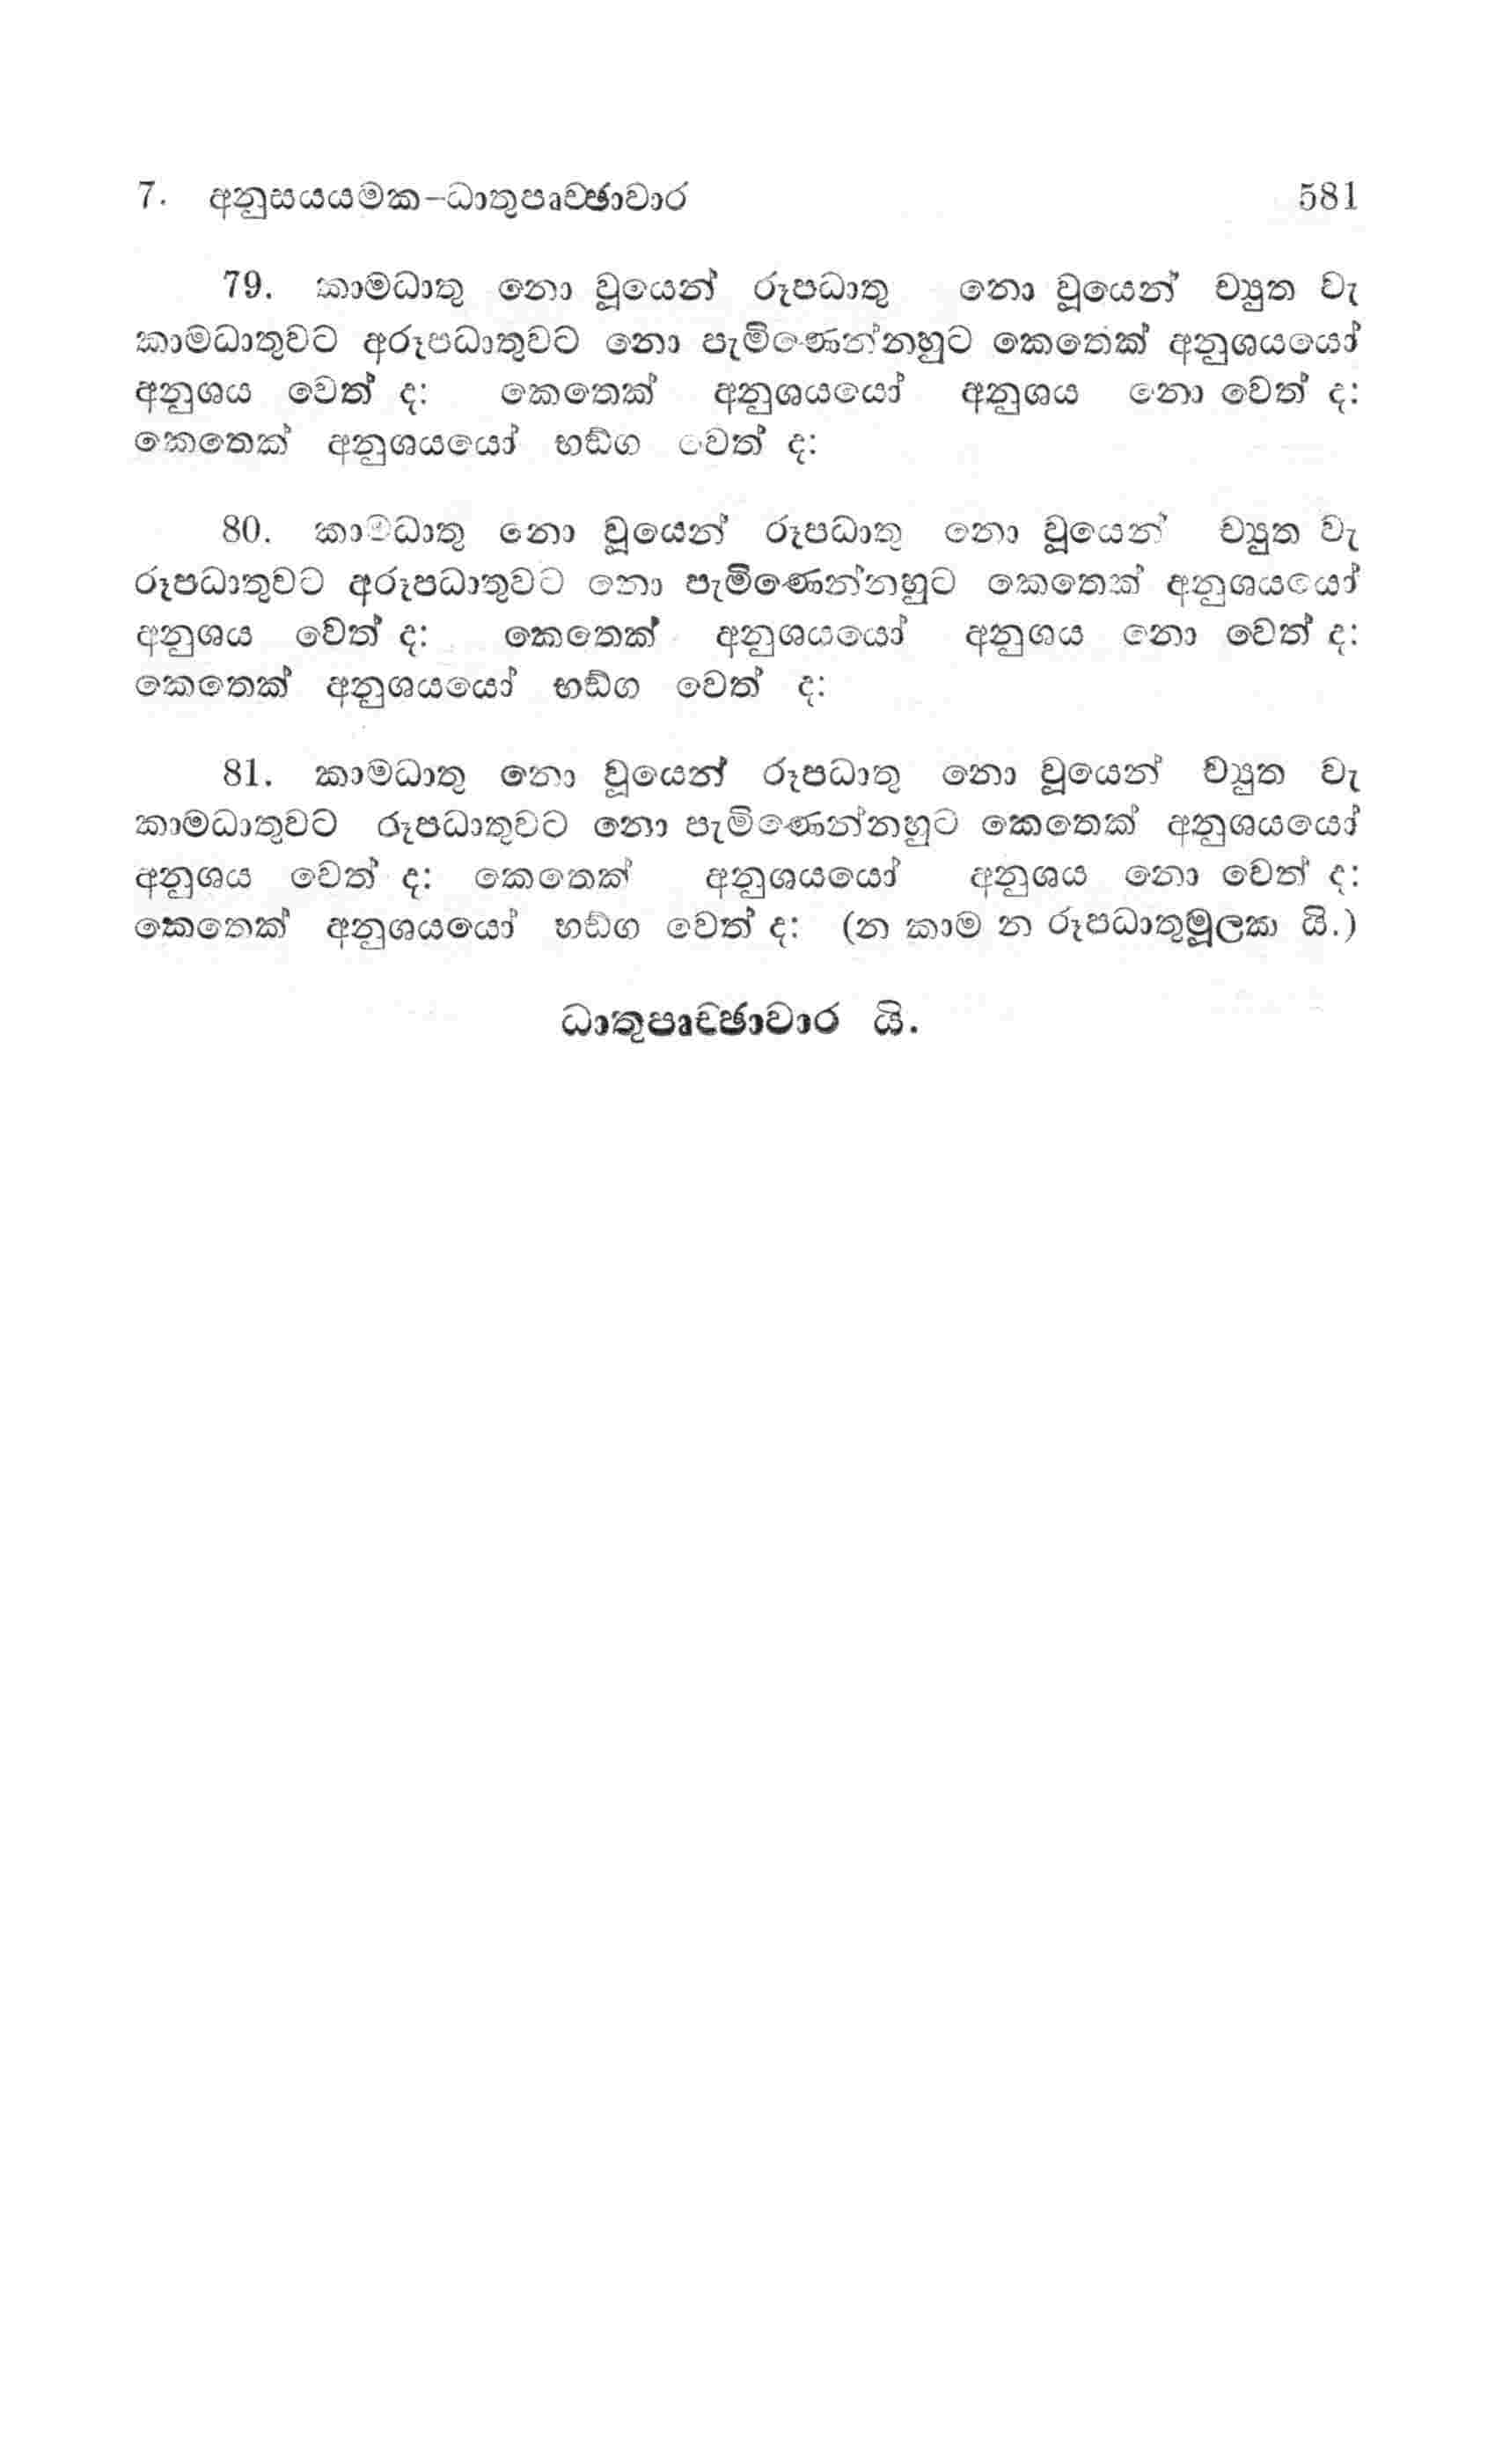 7. අනුසයයමක–ධාතුපෘච්ඡාවාර 581
79. කාමධාතු නො වූයෙන් රූපධාතු නො වූයෙන් ච්‍යුත වැ
කාමධාතුවට අරූපධාතුවට නො පැමිණෙන්නහුට කෙතෙක් අනුශයයෝ
අනුශය වෙත් ද: කෙතෙක් අනුශයයෝ අනුශය නො වෙත් ද:
කෙතෙක් අනුශයයෝ භඩ්ග වෙත් ද:
80. කාමධාතු නො වූයෙන් රූපධාතු නො වූයෙන් ච්‍යුත වැ
රූපධාතුවට අරූපධාතුවට නො පැමිණෙන්නහුට කෙතෙක් අනුශයයෝ
අනුශය වෙත් ද: කෙතෙක් අනුශයයෝ අනුශය නො වෙත් ද:
කෙතෙක් අනුශයයෝ භඩ්ග වෙත් ද:
81. කාමධාතු නො වූයෙන් රූපධාතු නො වූයෙන් ච්‍යුත වැ
කාමධාතුවට රූපධාතුවට නො පැමිණෙන්නහුට කෙතෙක් අනුශයයෝ
අනුශය වෙත් ද: කෙතෙක් අනුශයයෝ අනුශය නො වෙත් ද:
කෙතෙක් අනුශයයෝ භඩ්ග වෙත් ද: (න කාම න රූපධාතුමූලක යි.)
ධාතුපෘච්ඡාවාර යි.